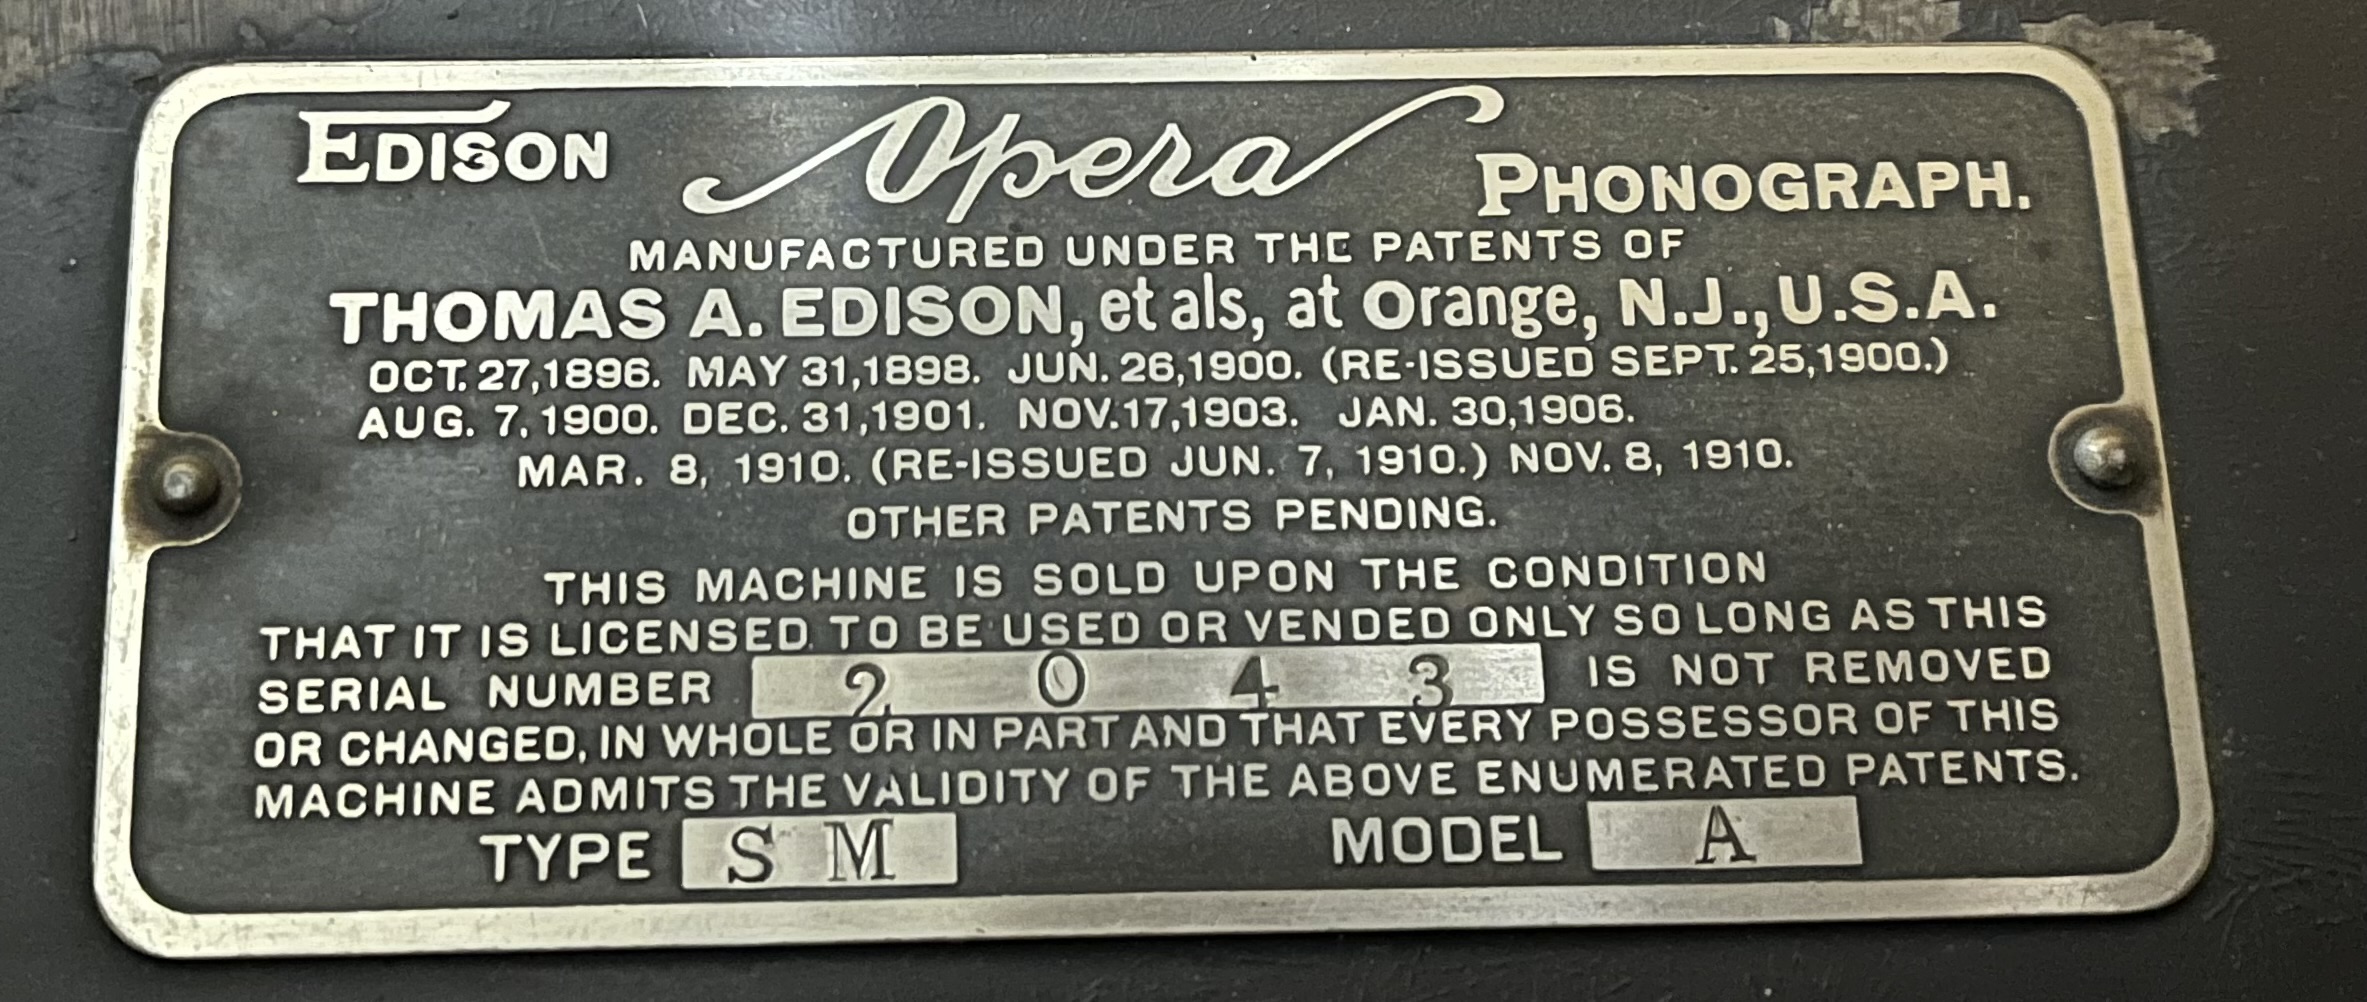 EDISON Opera PHONOGRAPH.
MANUFACTURED UNDER THE PATENTS OF
THOMAS A. EDISON, et als, at Orange, N.J., U.S.A.
OCT. 27, 1896. MAY 31, 1898. JUN. 26, 1900. (RE-ISSUED SEPT. 25, 1900.)
AUG. 7, 1900. DEC. 31, 1901. NOV. 17, 1903. JAN. 30, 1906.
MAR. 8, 1910. (RE-ISSUED JUN. 7, 1910.) NOV. 8, 1910.
OTHER PATENTS PENDING.
THIS MACHINE IS SOLD UPON THE CONDITION
THAT IT IS LICENSED TO BE USED OR VENDED ONLY SO LONG AS THIS
SERIAL NUMBER 2043 IS NOT REMOVED
OR CHANGED, IN WHOLE OR IN PART AND THAT EVERY POSSESSOR OF THIS
MACHINE ADMITS THE VALIDITY OF THE ABOVE ENUMERATED PATENTS.
TYPE SM MODEL A